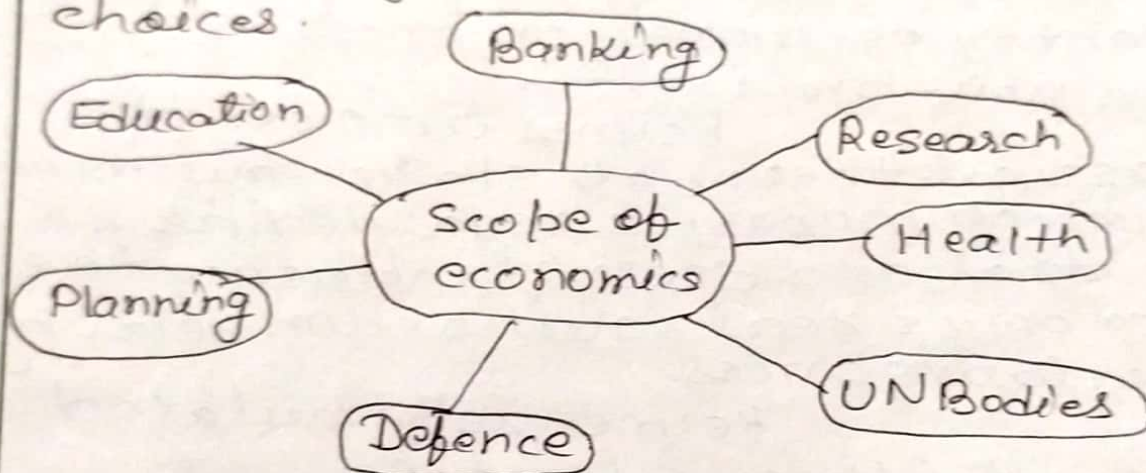 choices.
Banking
Education
Research
Scope of
economics
Health
Planning
UN Bodies
Defence